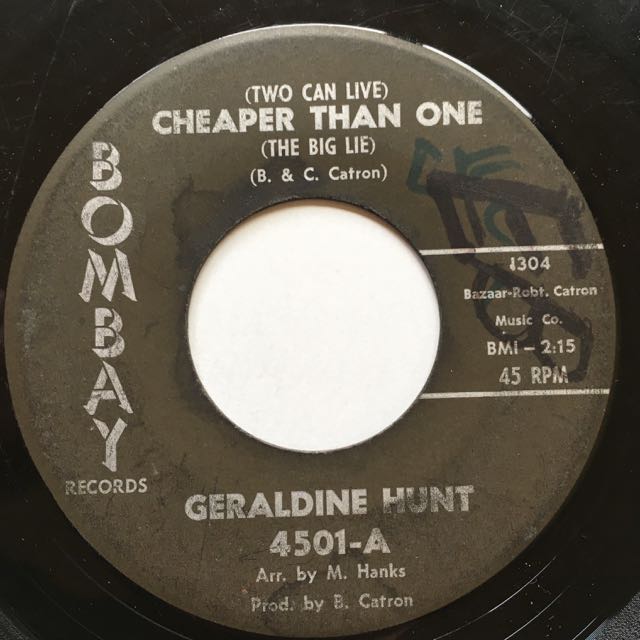 (TWO CAN LIVE)
CHEAPER THAN ONE
(THE BIG LIE)
(B. & C. Catron)
BOMBAY
RECORDS
1304
Bazaar-Robt. Catron
Music Co.
BMI – 2:15
45 RPM
GERALDINE HUNT
4501-A
Arr. by M. Hanks
Prod. by B. Catron